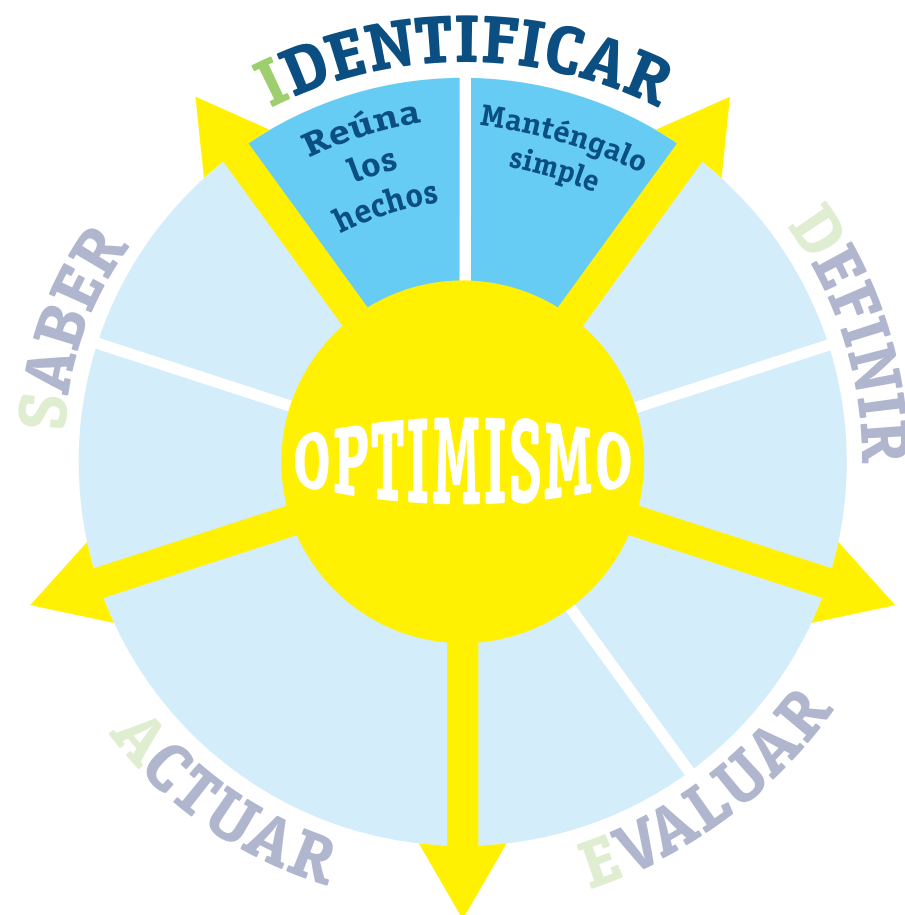 IDENTIFICAR
Reúna
los
hechos
Manténgalo
simple
DEFINIR
SABER
OPTIMISMO
EVALUAR
ACTUAR